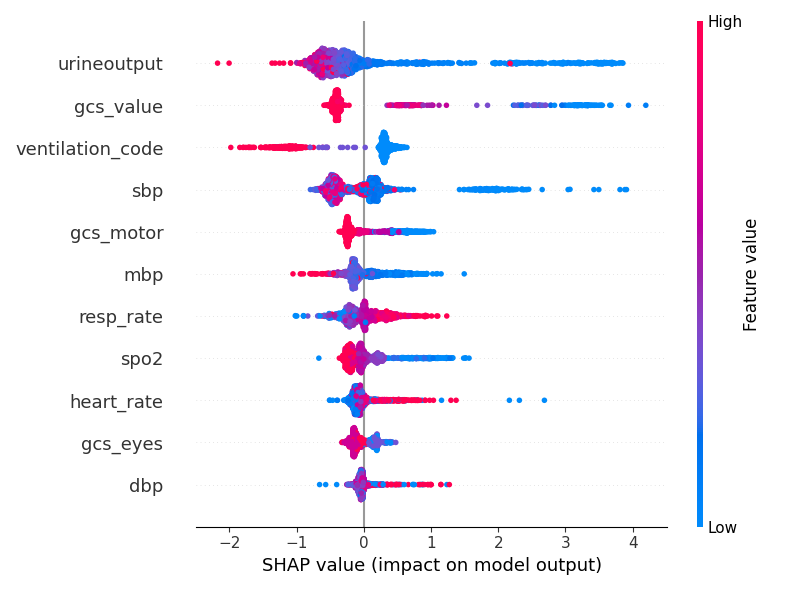 High
urineoutput
gcs_value
ventilation_code
sbp
gcs_motor
mbp
resp_rate
spo2
heart_rate
gcs_eyes
dbp
Feature value
Low
−2 −1 0 1 2 3 4
SHAP value (impact on model output)